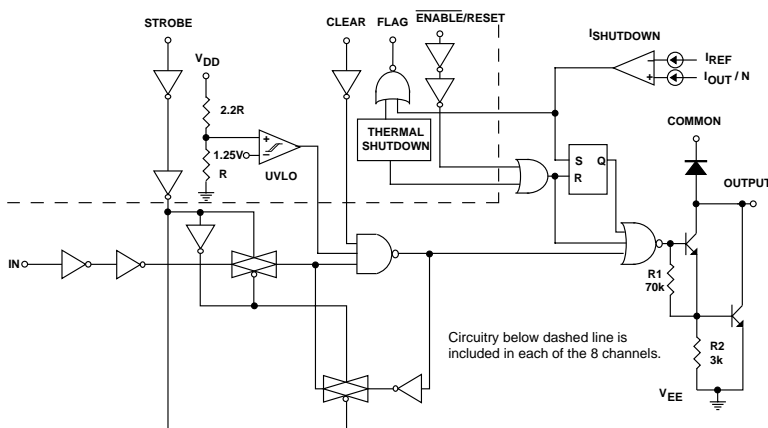 STROBE
CLEAR
FLAG
ENABLE/RESET
ISHUTDOWN
VDD
IREF
IOUT / N
2.2R
COMMON
THERMAL
SHUTDOWN
1.25V
R
UVLO
S
Q
R
OUTPUT
IN
R1
70k
Circuitry below dashed line is
included in each of the 8 channels.
R2
3k
VEE